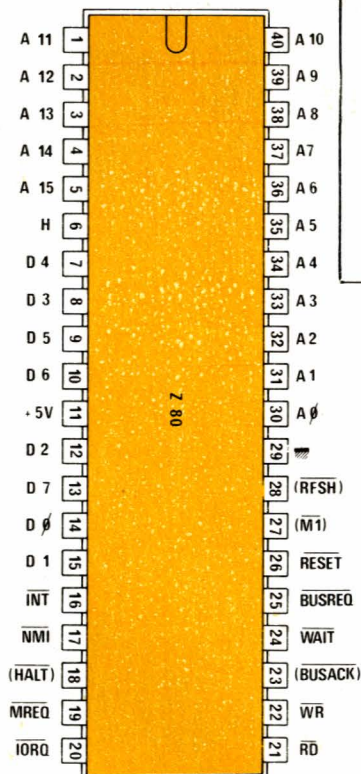 A 11 1 40 A 10
A 12 2 39 A 9
A 13 3 38 A 8
A 14 4 37 A7
A 15 5 36 A 6
H 6 35 A 5
D 4 7 34 A 4
D 3 8 33 A 3
D 5 9 32 A 2
D 6 10 31 A 1
+5V 11 30 A Ø
D 2 12 29
D 7 13 28 (RFSH)
D Ø 14 27 (M1)
D 1 15 26 RESET
INT 16 25 BUSREQ
NMI 17 24 WAIT
(HALT) 18 23 (BUSACK)
MREQ 19 22 WR
IORQ 20 21 RD
Z 80